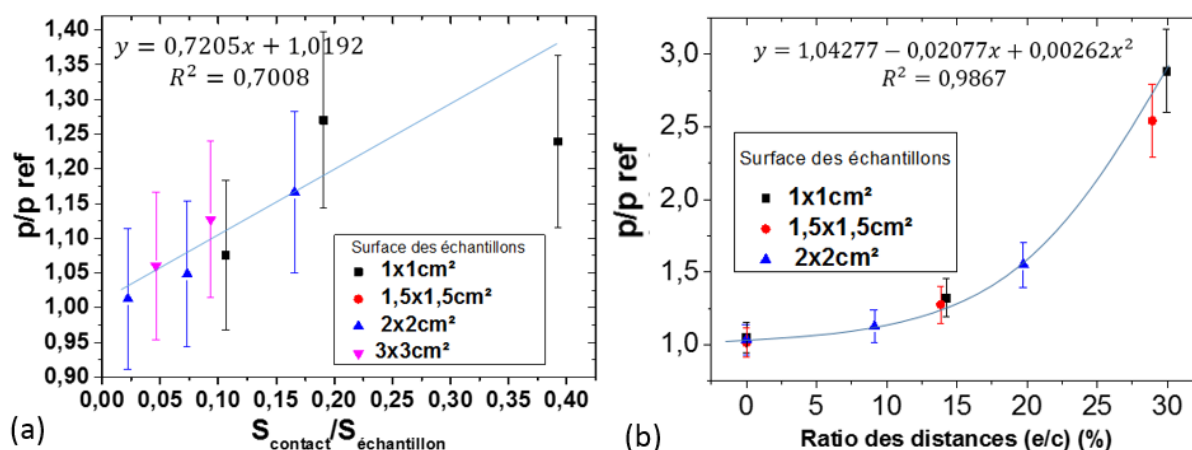 y = 0,7205x + 1,0192
R² = 0,7008
1,40
1,35
1,30
1,25
1,20
1,15
1,10
1,05
1,00
0,95
0,90
p/p ref
Surface des échantillons
1x1cm²
1,5x1,5cm²
2x2cm²
3x3cm²
0,00 0,05 0,10 0,15 0,20 0,25 0,30 0,35 0,40
S_contact/S_échantillon
(a)
y = 1,04277 − 0,02077x + 0,00262x²
R² = 0,9867
3,0
2,5
2,0
1,5
1,0
p/p ref
Surface des échantillons
1x1cm²
1,5x1,5cm²
2x2cm²
0 5 10 15 20 25 30
Ratio des distances (e/c) (%)
(b)